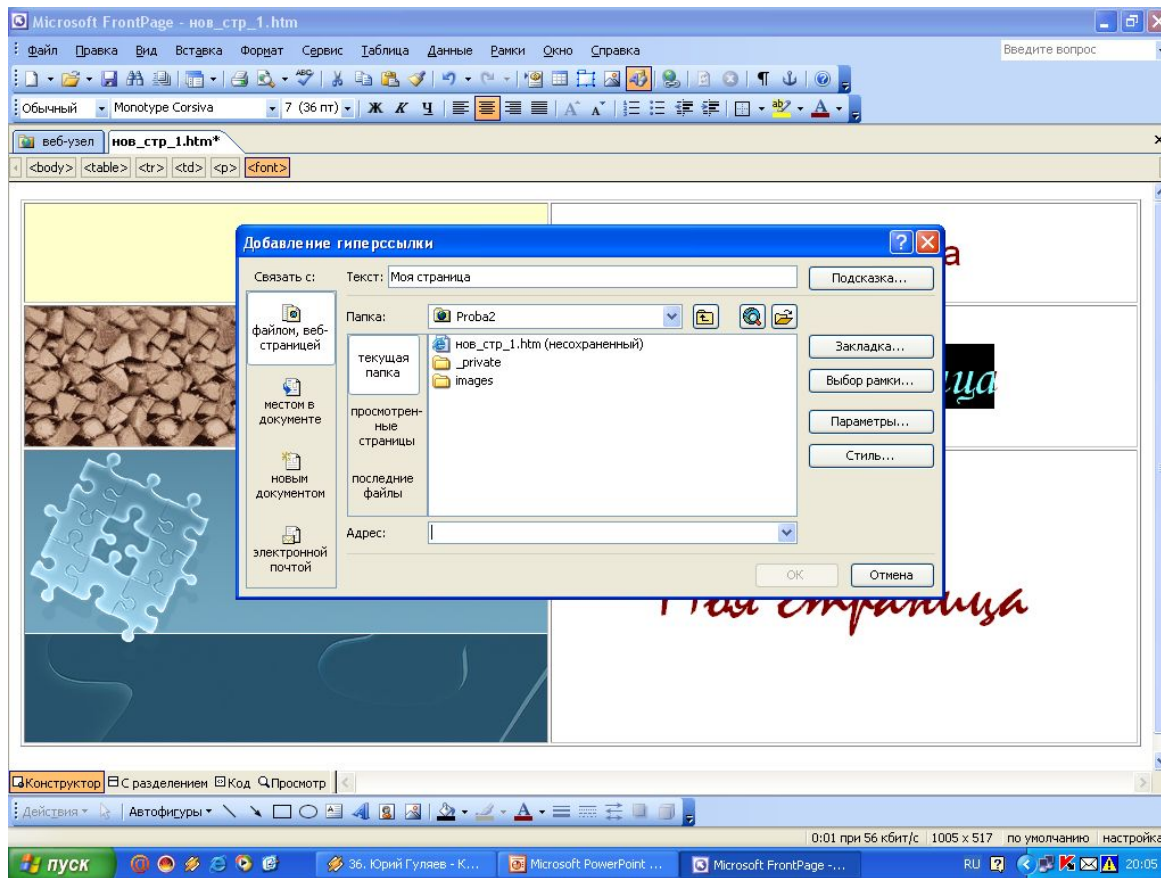 Microsoft FrontPage - нов_стр_1.htm
Файл Правка Вид Вставка Формат Сервис Таблица Данные Рамки Окно Справка Введите вопрос
Обычный Monotype Corsiva 7 (36 пт) Ж К Ч
веб-узел нов_стр_1.htm*
<body> <table> <tr> <td> <p> <font>
Добавление гиперссылки
а
Связать с: Текст: Моя страница Подсказка...
файлом, веб-страницей
Папка: Proba2
текущая папка
нов_стр_1.htm (несохраненный)
_private
images
Закладка...
Выбор рамки...
ица
местом в документе
просмотрен-ные страницы
Параметры...
Стиль...
новым документом
последние файлы
электронной почтой
Адрес:
ОК Отмена
Моя страница
Конструктор С разделением Код Просмотр
Действия Автофигуры
0:01 при 56 кбит/с 1005 x 517 по умолчанию настройка
пуск 36. Юрий Гуляев - К... Microsoft PowerPoint ... Microsoft FrontPage -... RU 20:05